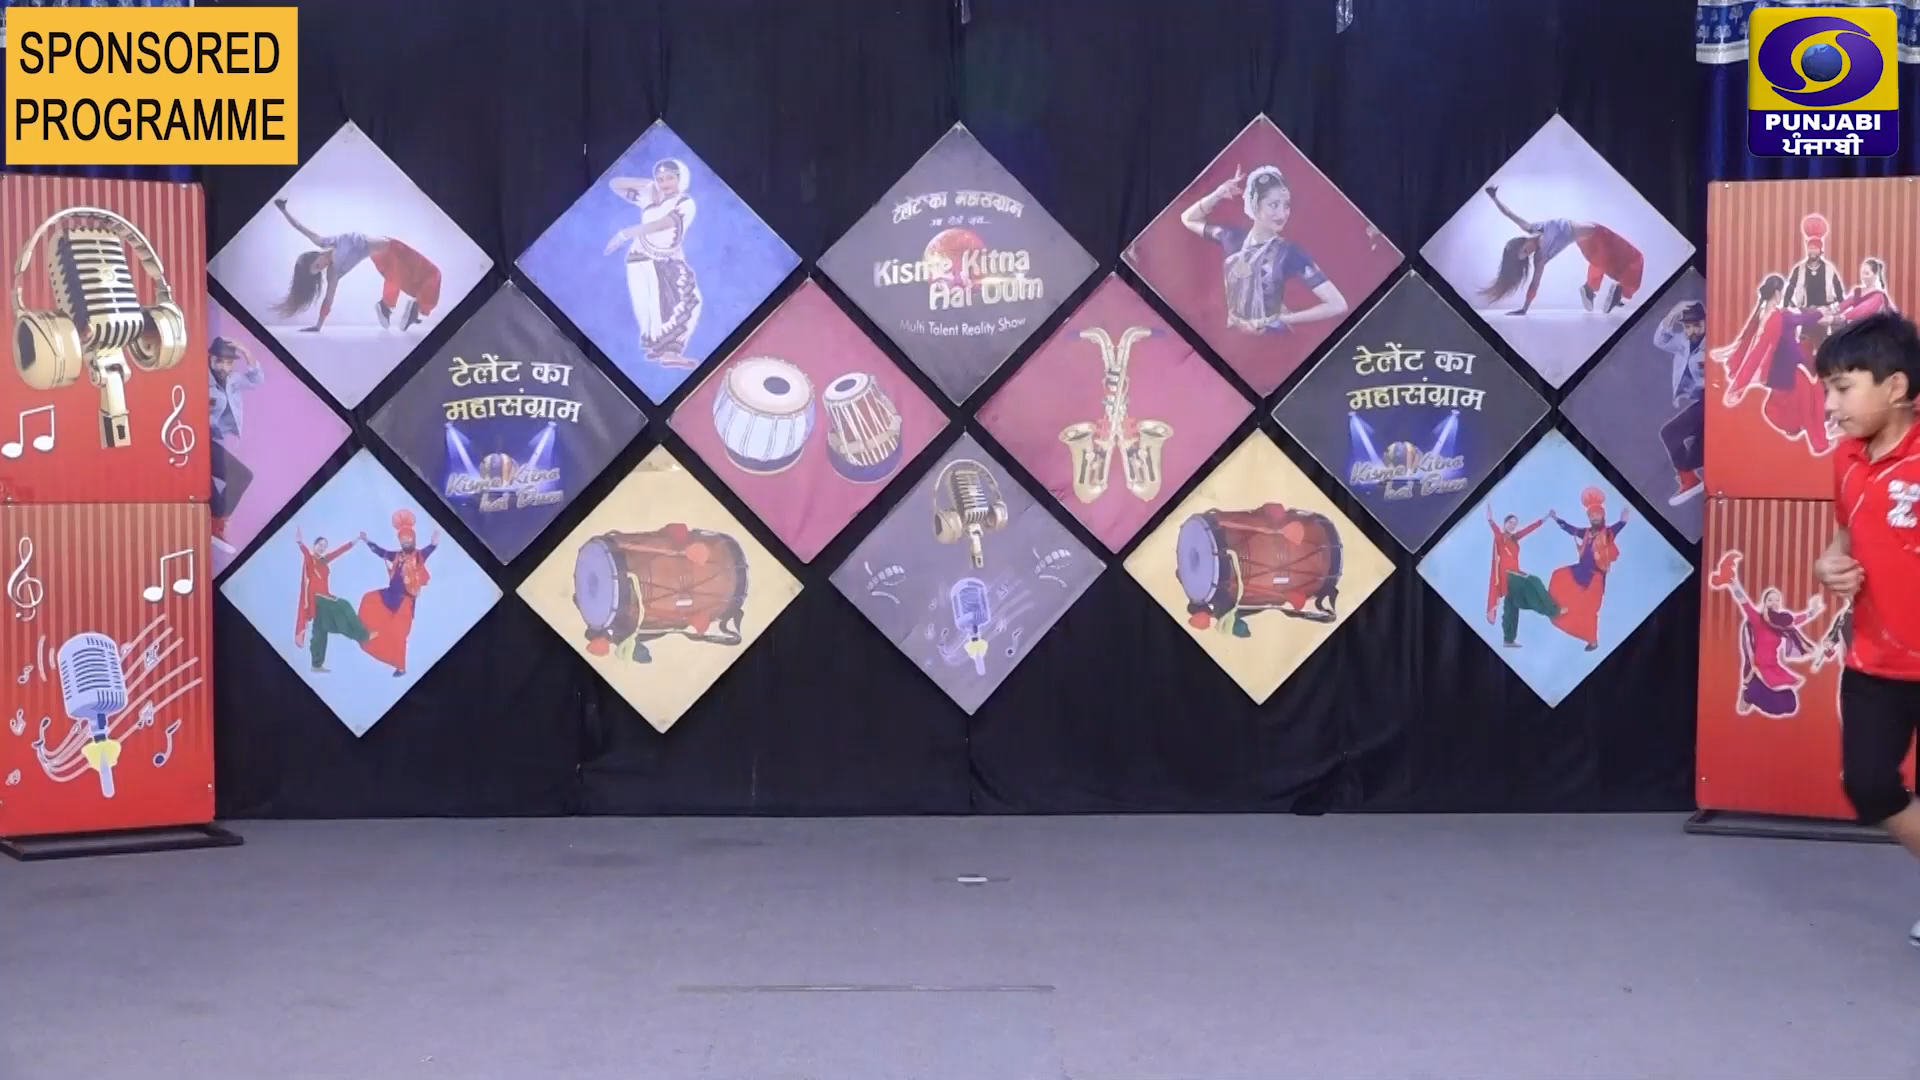 SPONSORED
PROGRAMME
PUNJABI
ਪੰਜਾਬੀ
टेलेंट का महासंग्राम
Kisme Kitna
Hai Dum
Multi Talent Reality Show
टेलेंट का
महासंग्राम
Kisme Kitna
hai Dum
टेलेंट का
महासंग्राम
Kisme Kitna
hai Dum